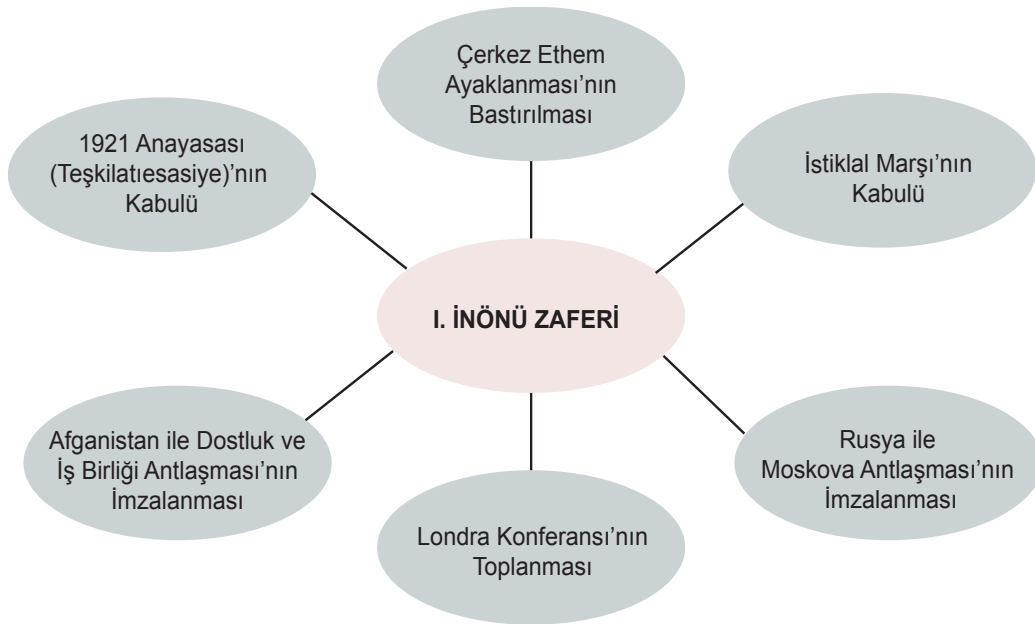 Çerkez Ethem
Ayaklanması’nın
Bastırılması
1921 Anayasası
(Teşkilatıesasiye)’nın
Kabulü
İstiklal Marşı’nın
Kabulü
I. İNÖNÜ ZAFERİ
Afganistan ile Dostluk ve
İş Birliği Antlaşması’nın
İmzalanması
Rusya ile
Moskova Antlaşması’nın
İmzalanması
Londra Konferansı’nın
Toplanması